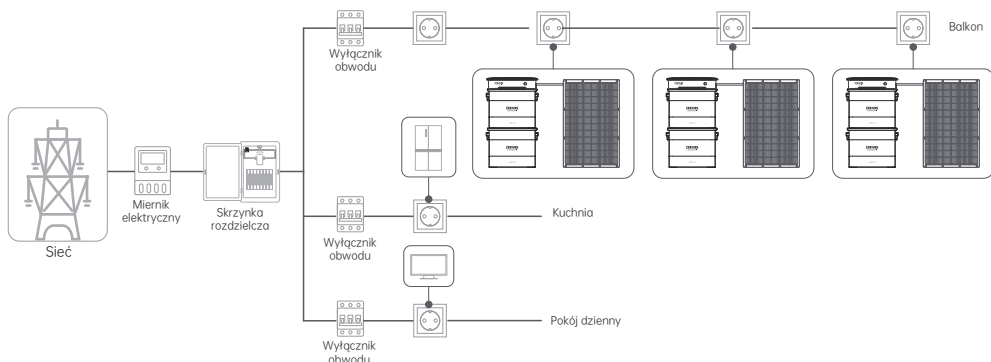 Balkon
Wyłącznik
obwodu
Miernik
elektryczny
Skrzynka
rozdzielcza
Sieć
Wyłącznik
obwodu
Kuchnia
Wyłącznik
obwodu
Pokój dzienny